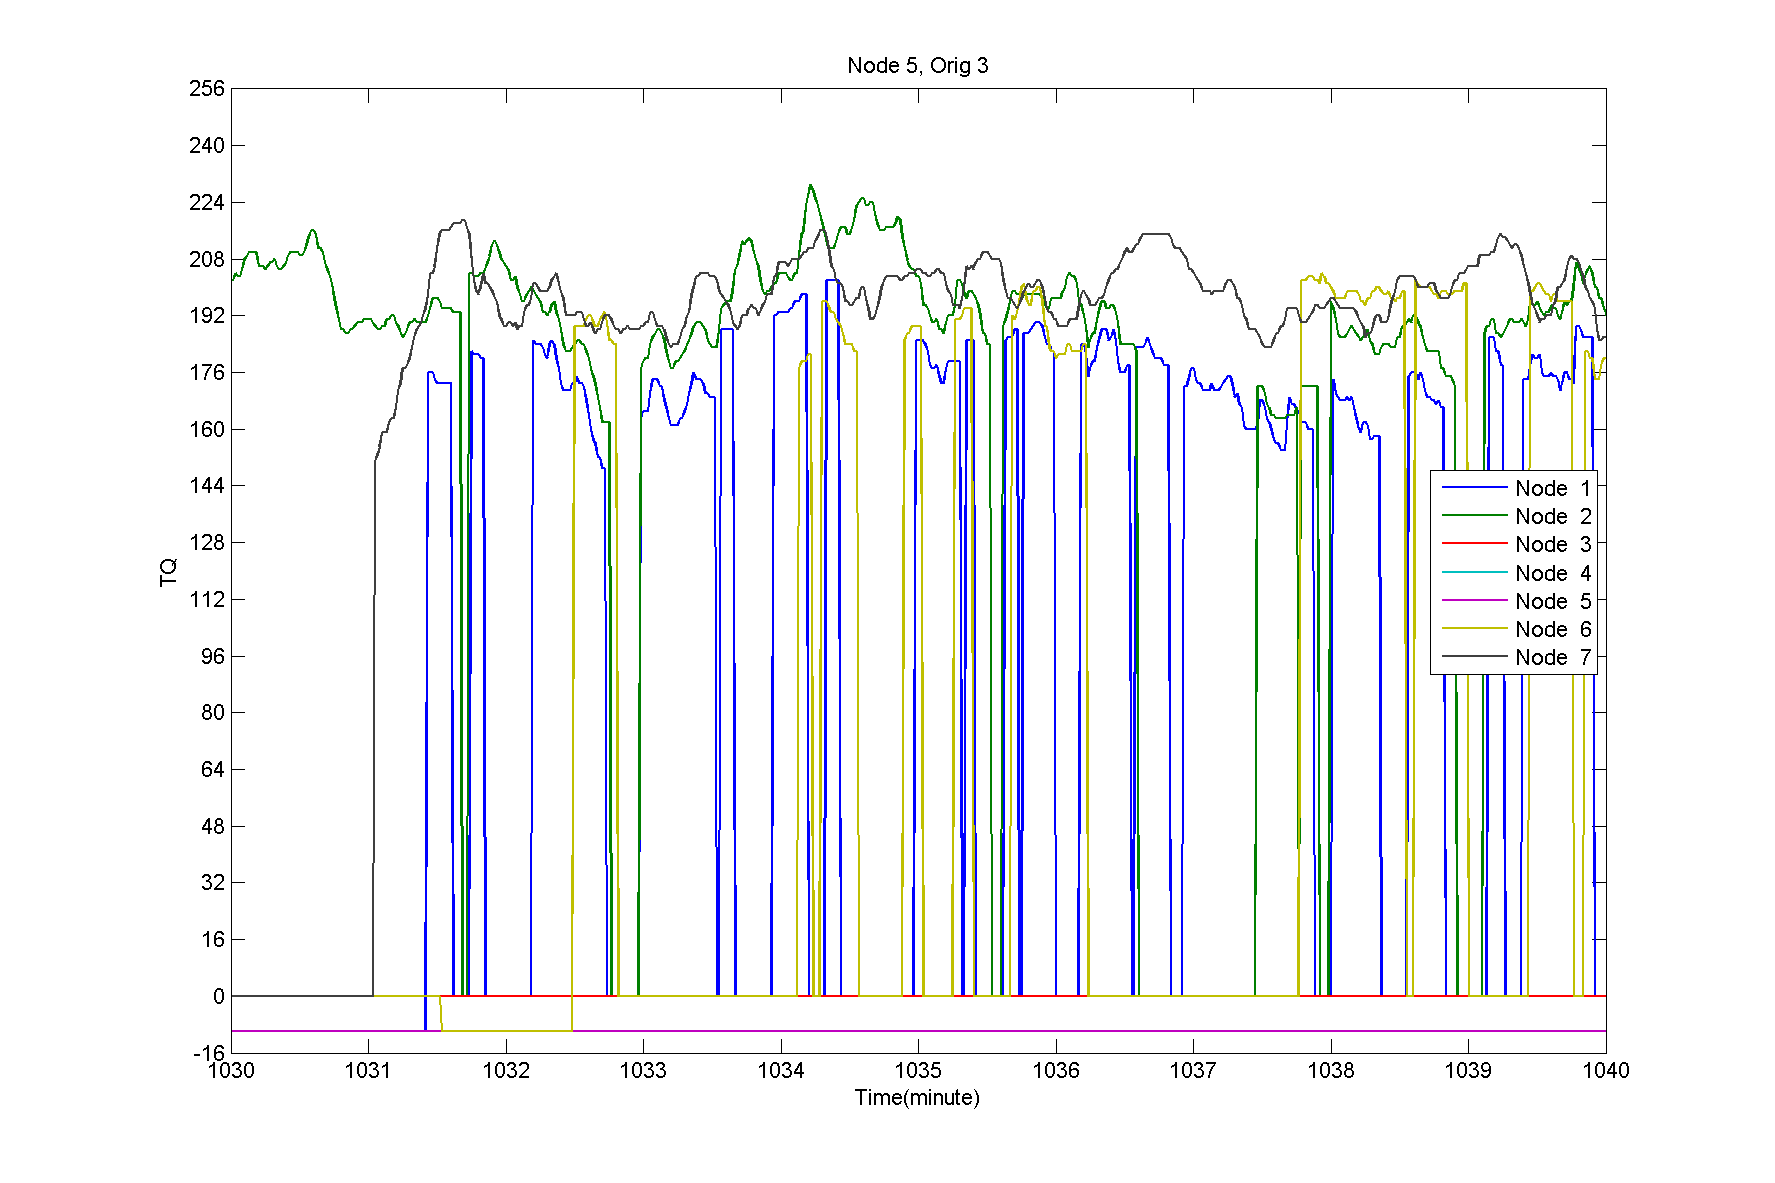 Node 5, Orig 3
256
240
224
208
192
176
160
144
128
112
96
80
64
48
32
16
0
-16
TQ
Node 1
Node 2
Node 3
Node 4
Node 5
Node 6
Node 7
1030 1031 1032 1033 1034 1035 1036 1037 1038 1039 1040
Time(minute)